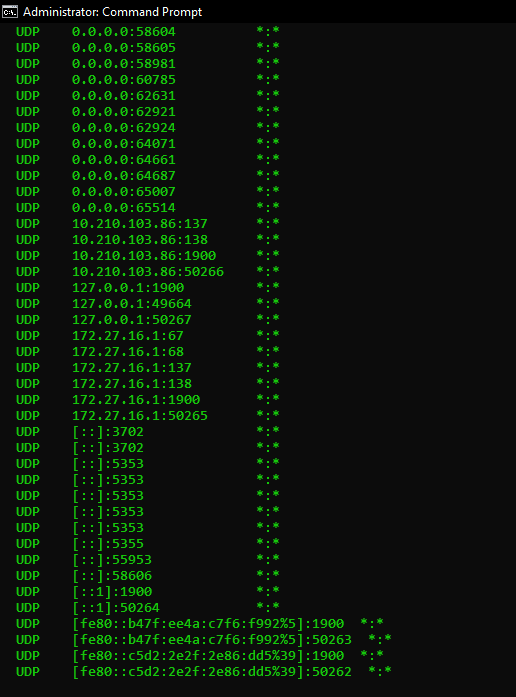 Administrator: Command Prompt
UDP 0.0.0.0:58604 *:*
UDP 0.0.0.0:58605 *:*
UDP 0.0.0.0:58981 *:*
UDP 0.0.0.0:60785 *:*
UDP 0.0.0.0:62631 *:*
UDP 0.0.0.0:62921 *:*
UDP 0.0.0.0:62924 *:*
UDP 0.0.0.0:64071 *:*
UDP 0.0.0.0:64661 *:*
UDP 0.0.0.0:64687 *:*
UDP 0.0.0.0:65007 *:*
UDP 0.0.0.0:65514 *:*
UDP 10.210.103.86:137 *:*
UDP 10.210.103.86:138 *:*
UDP 10.210.103.86:1900 *:*
UDP 10.210.103.86:50266 *:*
UDP 127.0.0.1:1900 *:*
UDP 127.0.0.1:49664 *:*
UDP 127.0.0.1:50267 *:*
UDP 172.27.16.1:67 *:*
UDP 172.27.16.1:68 *:*
UDP 172.27.16.1:137 *:*
UDP 172.27.16.1:138 *:*
UDP 172.27.16.1:1900 *:*
UDP 172.27.16.1:50265 *:*
UDP [::]:3702 *:*
UDP [::]:3702 *:*
UDP [::]:5353 *:*
UDP [::]:5353 *:*
UDP [::]:5353 *:*
UDP [::]:5353 *:*
UDP [::]:5353 *:*
UDP [::]:5355 *:*
UDP [::]:55953 *:*
UDP [::]:58606 *:*
UDP [::1]:1900 *:*
UDP [::1]:50264 *:*
UDP [fe80::b47f:ee4a:c7f6:f992%5]:1900 *:*
UDP [fe80::b47f:ee4a:c7f6:f992%5]:50263 *:*
UDP [fe80::c5d2:2e2f:2e86:dd5%39]:1900 *:*
UDP [fe80::c5d2:2e2f:2e86:dd5%39]:50262 *:*